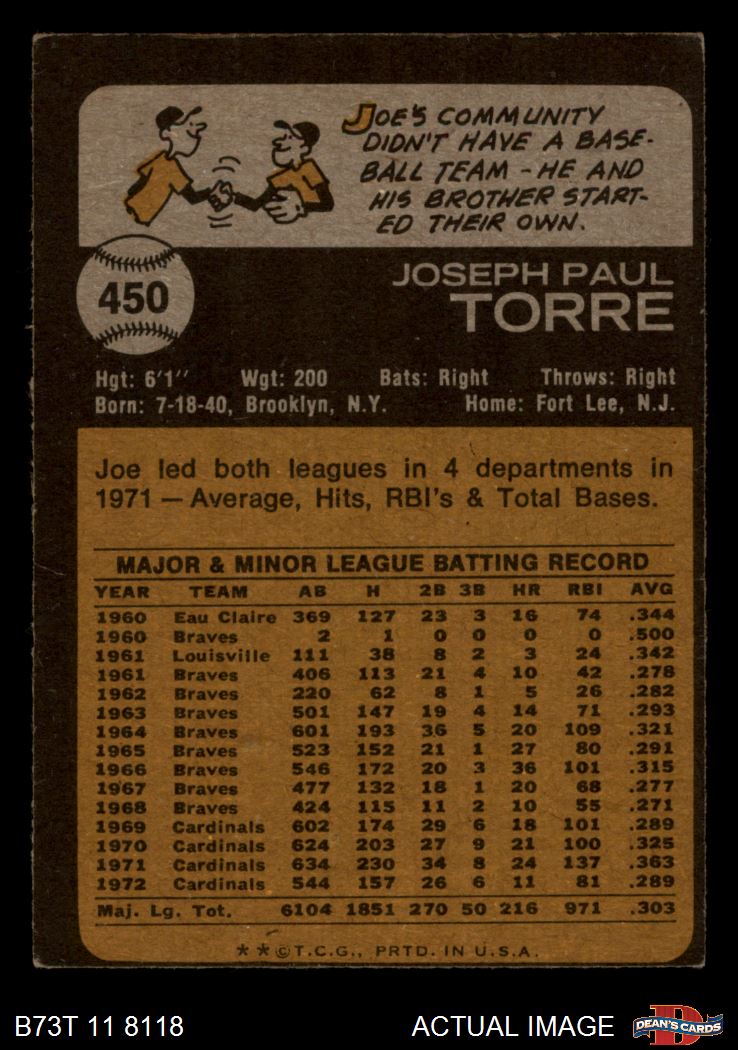 JOE'S COMMUNITY
DIDN'T HAVE A BASE-
BALL TEAM - HE AND
HIS BROTHER START-
ED THEIR OWN.
450
JOSEPH PAUL
TORRE
Hgt: 6'1" Wgt: 200 Bats: Right Throws: Right
Born: 7-18-40, Brooklyn, N.Y. Home: Fort Lee, N.J.
Joe led both leagues in 4 departments in
1971 — Average, Hits, RBI's & Total Bases.
MAJOR & MINOR LEAGUE BATTING RECORD
YEAR TEAM AB H 2B 3B HR RBI AVG
1960 Eau Claire 369 127 23 3 16 74 .344
1960 Braves 2 1 0 0 0 0 .500
1961 Louisville 111 38 8 2 3 24 .342
1961 Braves 406 113 21 4 10 42 .278
1962 Braves 220 62 8 1 5 26 .282
1963 Braves 501 147 19 4 14 71 .293
1964 Braves 601 193 36 5 20 109 .321
1965 Braves 523 152 21 1 27 80 .291
1966 Braves 546 172 20 3 36 101 .315
1967 Braves 477 132 18 1 20 68 .277
1968 Braves 424 115 11 2 10 55 .271
1969 Cardinals 602 174 29 6 18 101 .289
1970 Cardinals 624 203 27 9 21 100 .325
1971 Cardinals 634 230 34 8 24 137 .363
1972 Cardinals 544 157 26 6 11 81 .289
Maj. Lg. Tot. 6104 1851 270 50 216 971 .303
**©T.C.G., PRTD. IN U.S.A.
B73T 11 8118 ACTUAL IMAGE DEAN'S CARDS